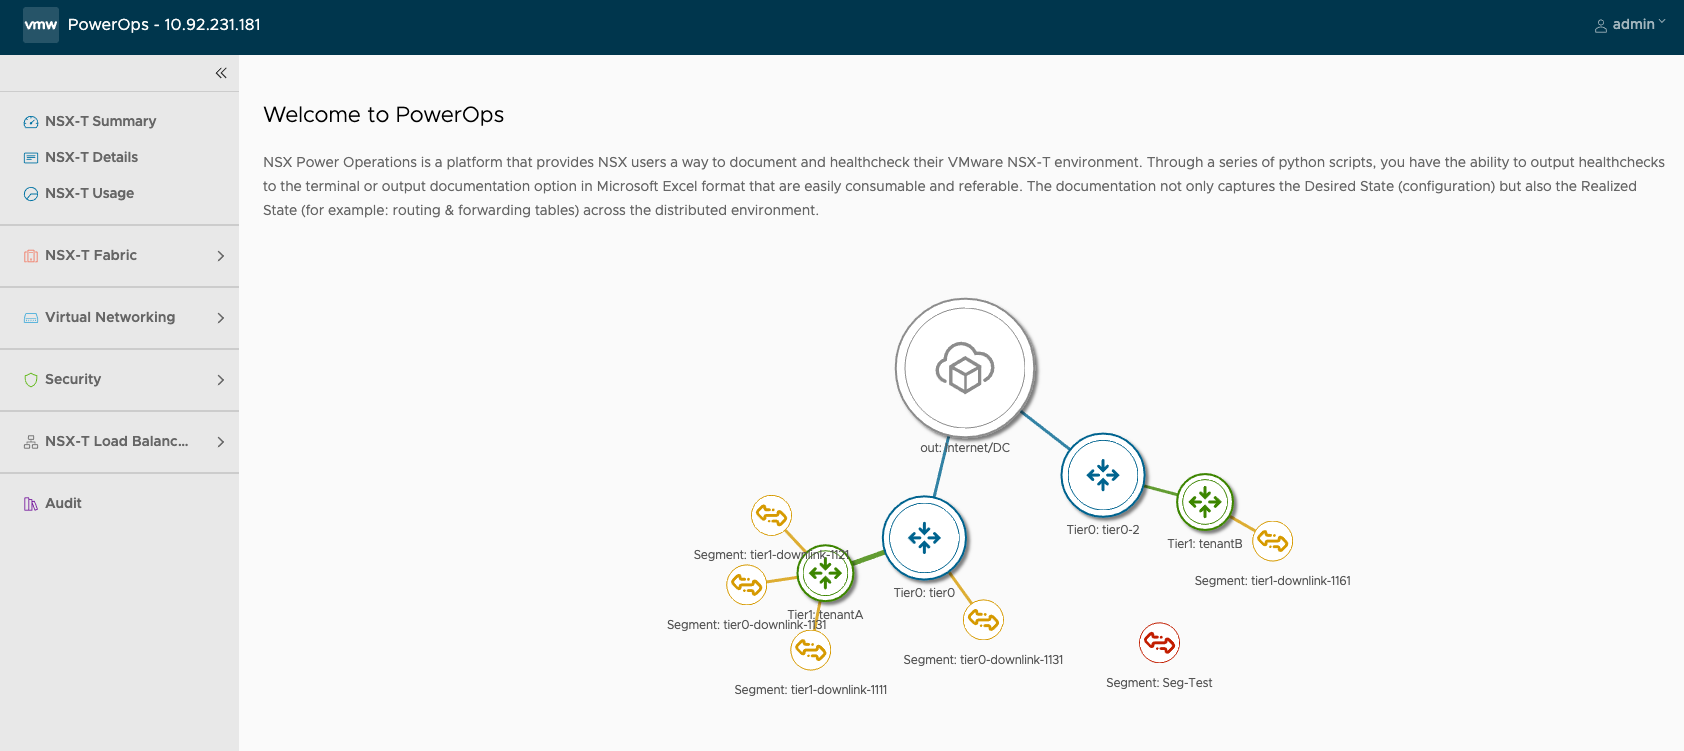 vmw PowerOps - 10.92.231.181
admin
NSX-T Summary
NSX-T Details
NSX-T Usage
NSX-T Fabric
Virtual Networking
Security
NSX-T Load Balanc...
Audit
Welcome to PowerOps
NSX Power Operations is a platform that provides NSX users a way to document and healthcheck their VMware NSX-T environment. Through a series of python scripts, you have the ability to output healthchecks
to the terminal or output documentation option in Microsoft Excel format that are easily consumable and referable. The documentation not only captures the Desired State (configuration) but also the Realized
State (for example: routing & forwarding tables) across the distributed environment.
out: Internet/DC
Tier0: tier0-2
Tier1: tenantB
Segment: tier1-downlink-1121
Segment: tier1-downlink-1161
Tier0: tier0
Tier1: tenantA
Segment: tier0-downlink-1131
Segment: tier0-downlink-1131
Segment: Seg-Test
Segment: tier1-downlink-1111